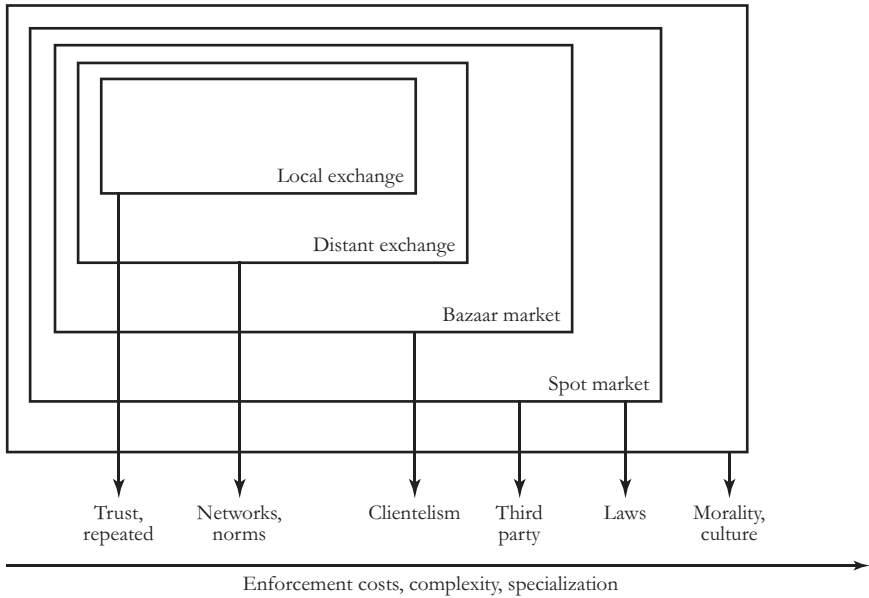 Local exchange
Distant exchange
Bazaar market
Spot market
Trust,
repeated
Networks,
norms
Clientelism
Third
party
Laws
Morality,
culture
Enforcement costs, complexity, specialization